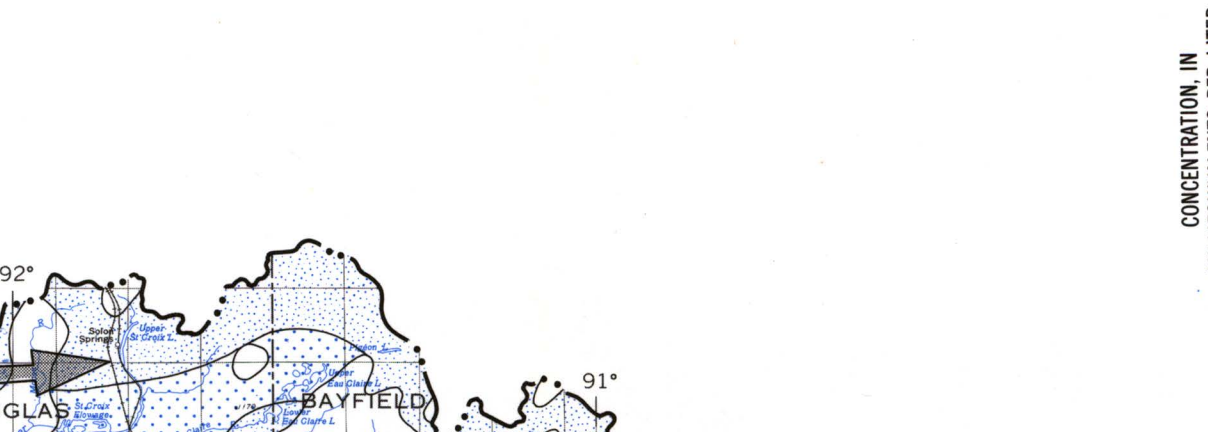 CONCENTRATION, IN
92°
Solon
Springs
Upper
St Croix L
Pigeon L
Upper
Eau Claire L
91°
BAYFIELD
GLAS
St Croix
Flowage
Lower
Eau Claire L